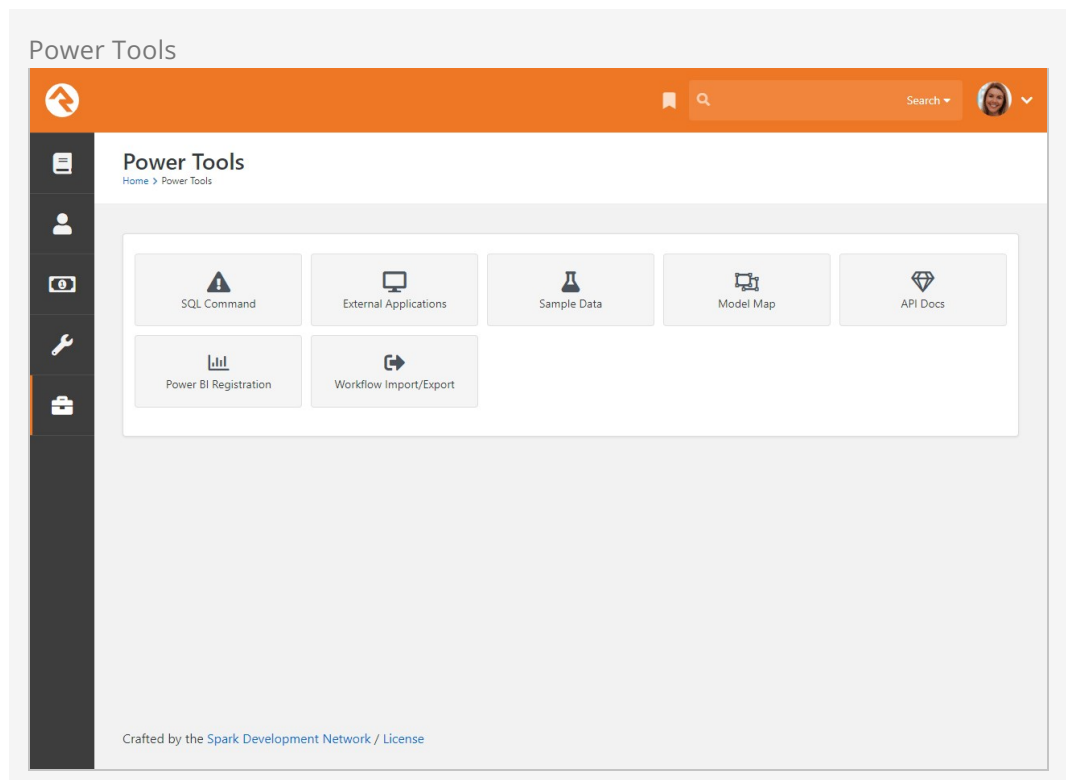 Power Tools
Search
Power Tools
Home > Power Tools
SQL Command
External Applications
Sample Data
Model Map
API Docs
Power BI Registration
Workflow Import/Export
Crafted by the Spark Development Network / License